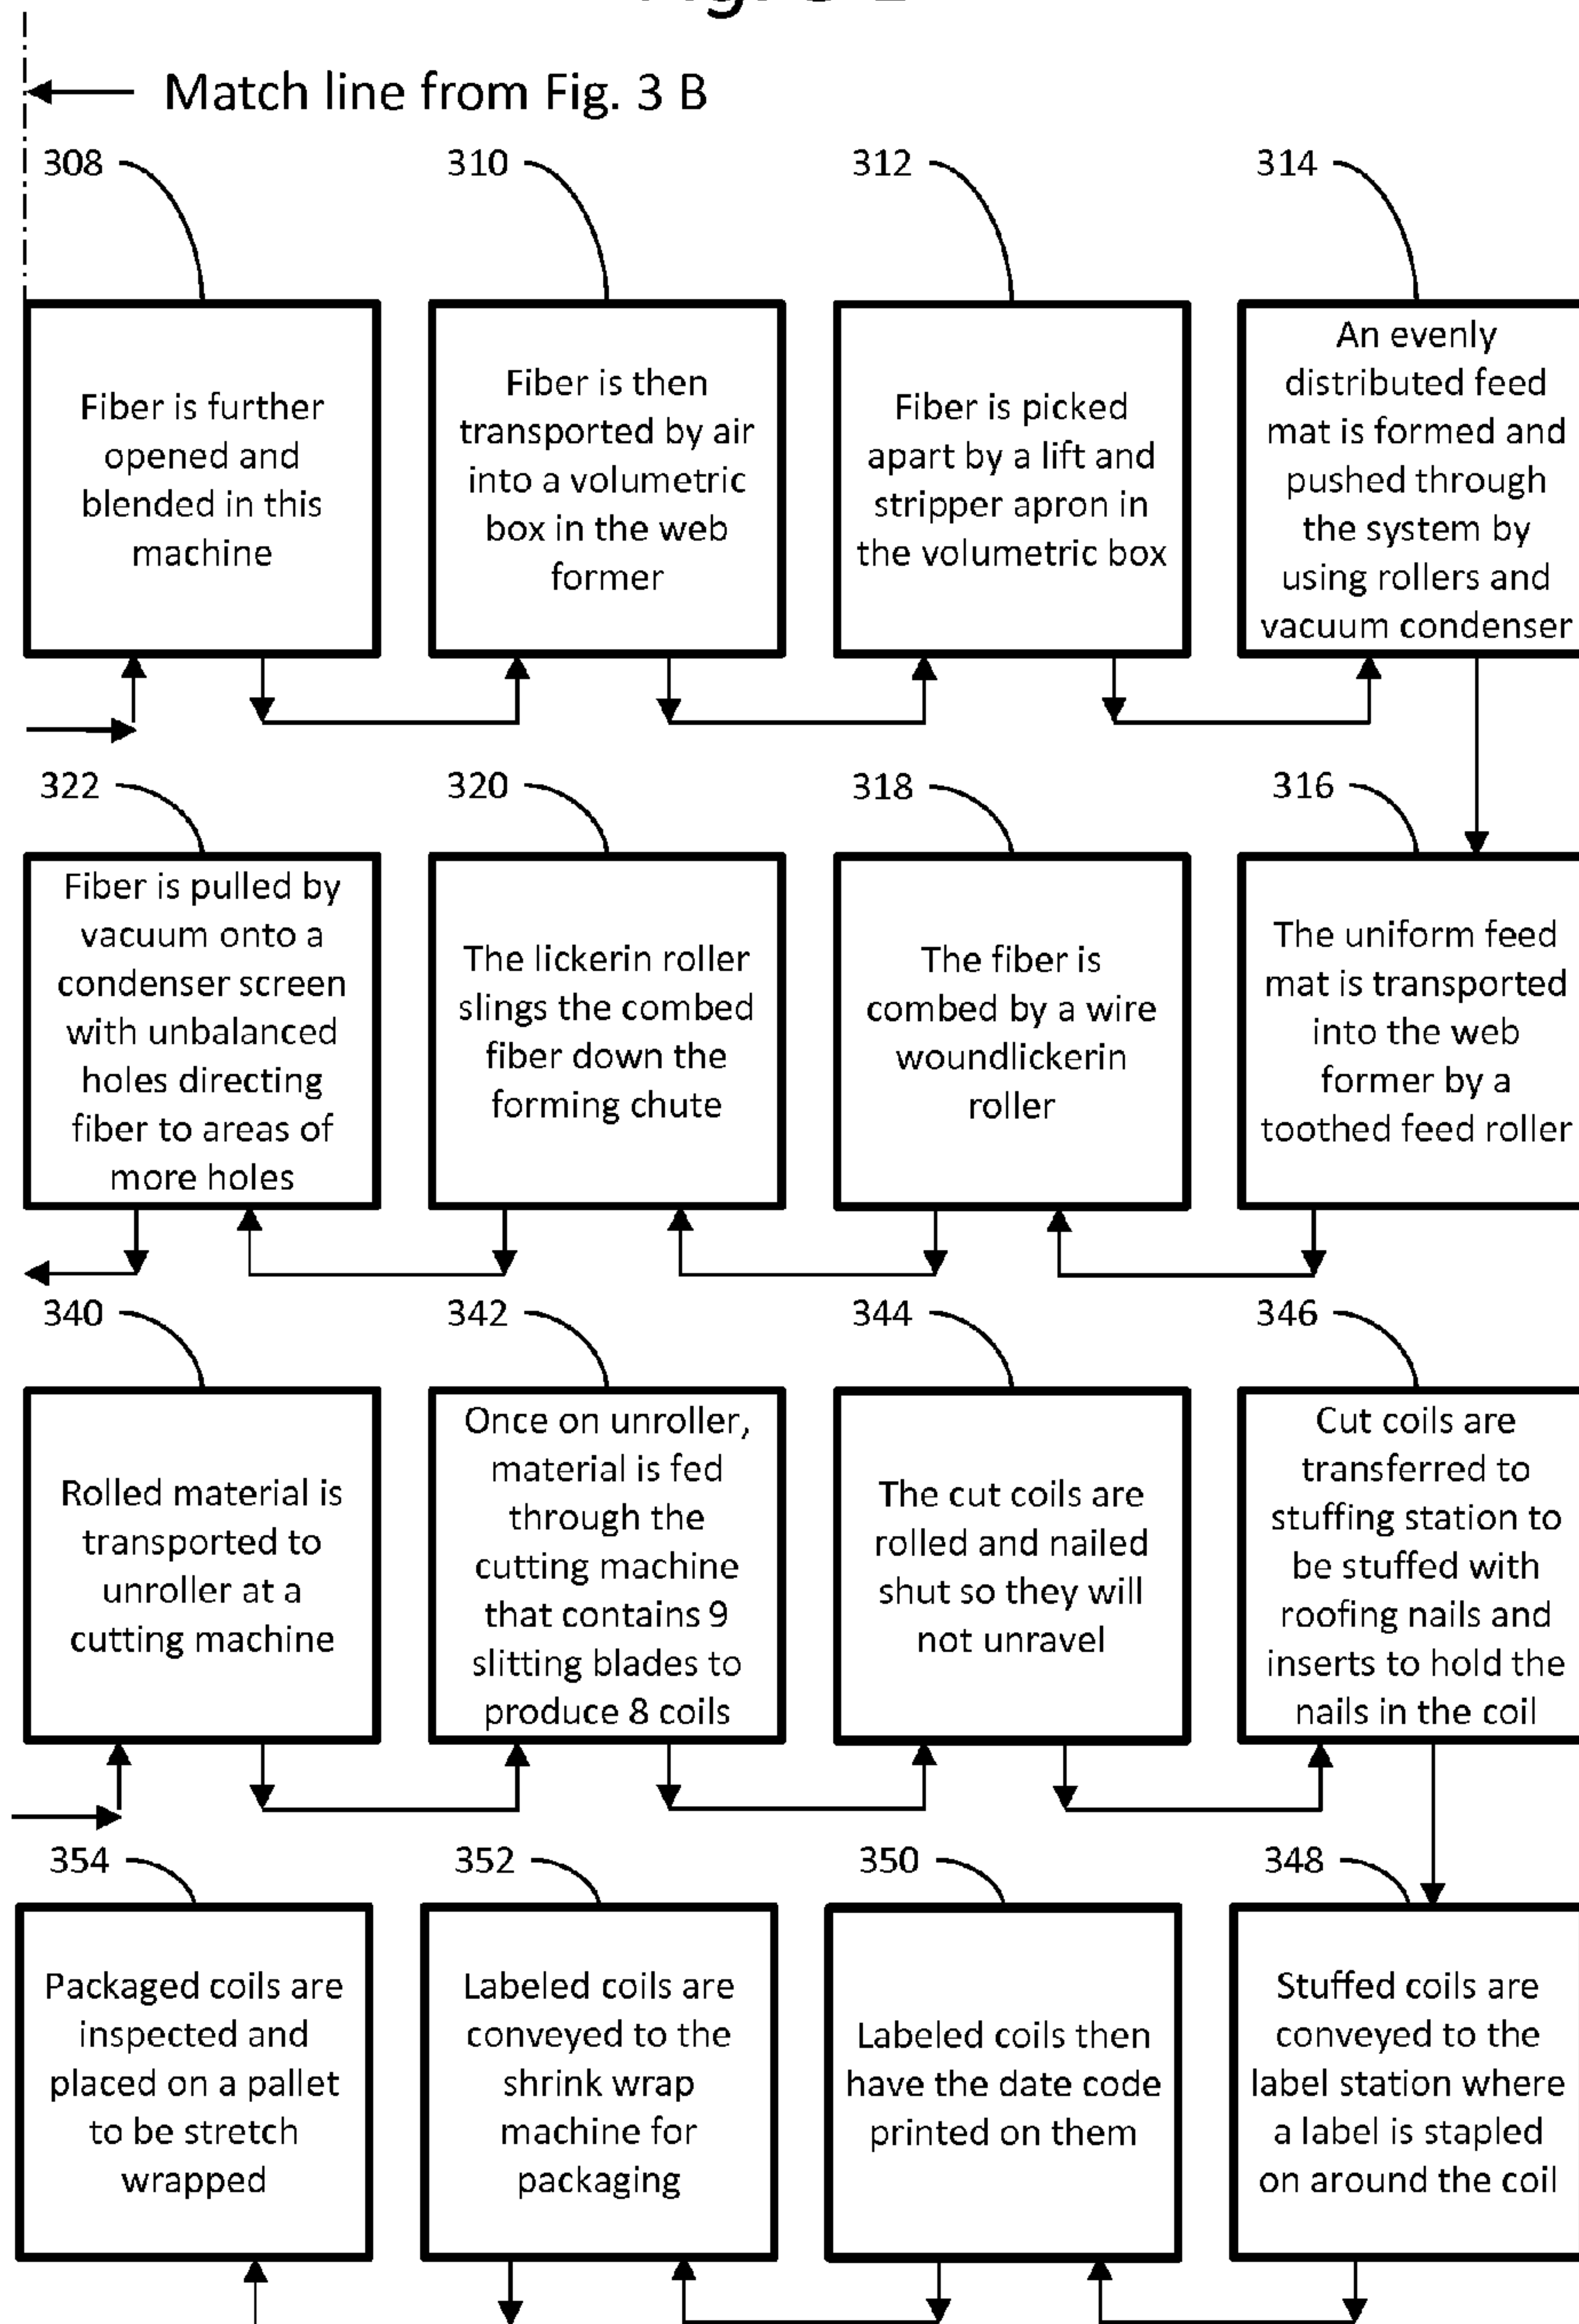 Match line from Fig. 3 B
308
310
312
314
Fiber is further
opened and
blended in this
machine
Fiber is then
transported by air
into a volumetric
box in the web
former
Fiber is picked
apart by a lift and
stripper apron in
the volumetric box
An evenly
distributed feed
mat is formed and
pushed through
the system by
using rollers and
vacuum condenser
322
320
318
316
Fiber is pulled by
vacuum onto a
condenser screen
with unbalanced
holes directing
fiber to areas of
more holes
The lickerin roller
slings the combed
fiber down the
forming chute
The fiber is
combed by a wire
woundlickerin
roller
The uniform feed
mat is transported
into the web
former by a
toothed feed roller
340
342
344
346
Rolled material is
transported to
unroller at a
cutting machine
Once on unroller,
material is fed
through the
cutting machine
that contains 9
slitting blades to
produce 8 coils
The cut coils are
rolled and nailed
shut so they will
not unravel
Cut coils are
transferred to
stuffing station to
be stuffed with
roofing nails and
inserts to hold the
nails in the coil
354
352
350
348
Packaged coils are
inspected and
placed on a pallet
to be stretch
wrapped
Labeled coils are
conveyed to the
shrink wrap
machine for
packaging
Labeled coils then
have the date code
printed on them
Stuffed coils are
conveyed to the
label station where
a label is stapled
on around the coil